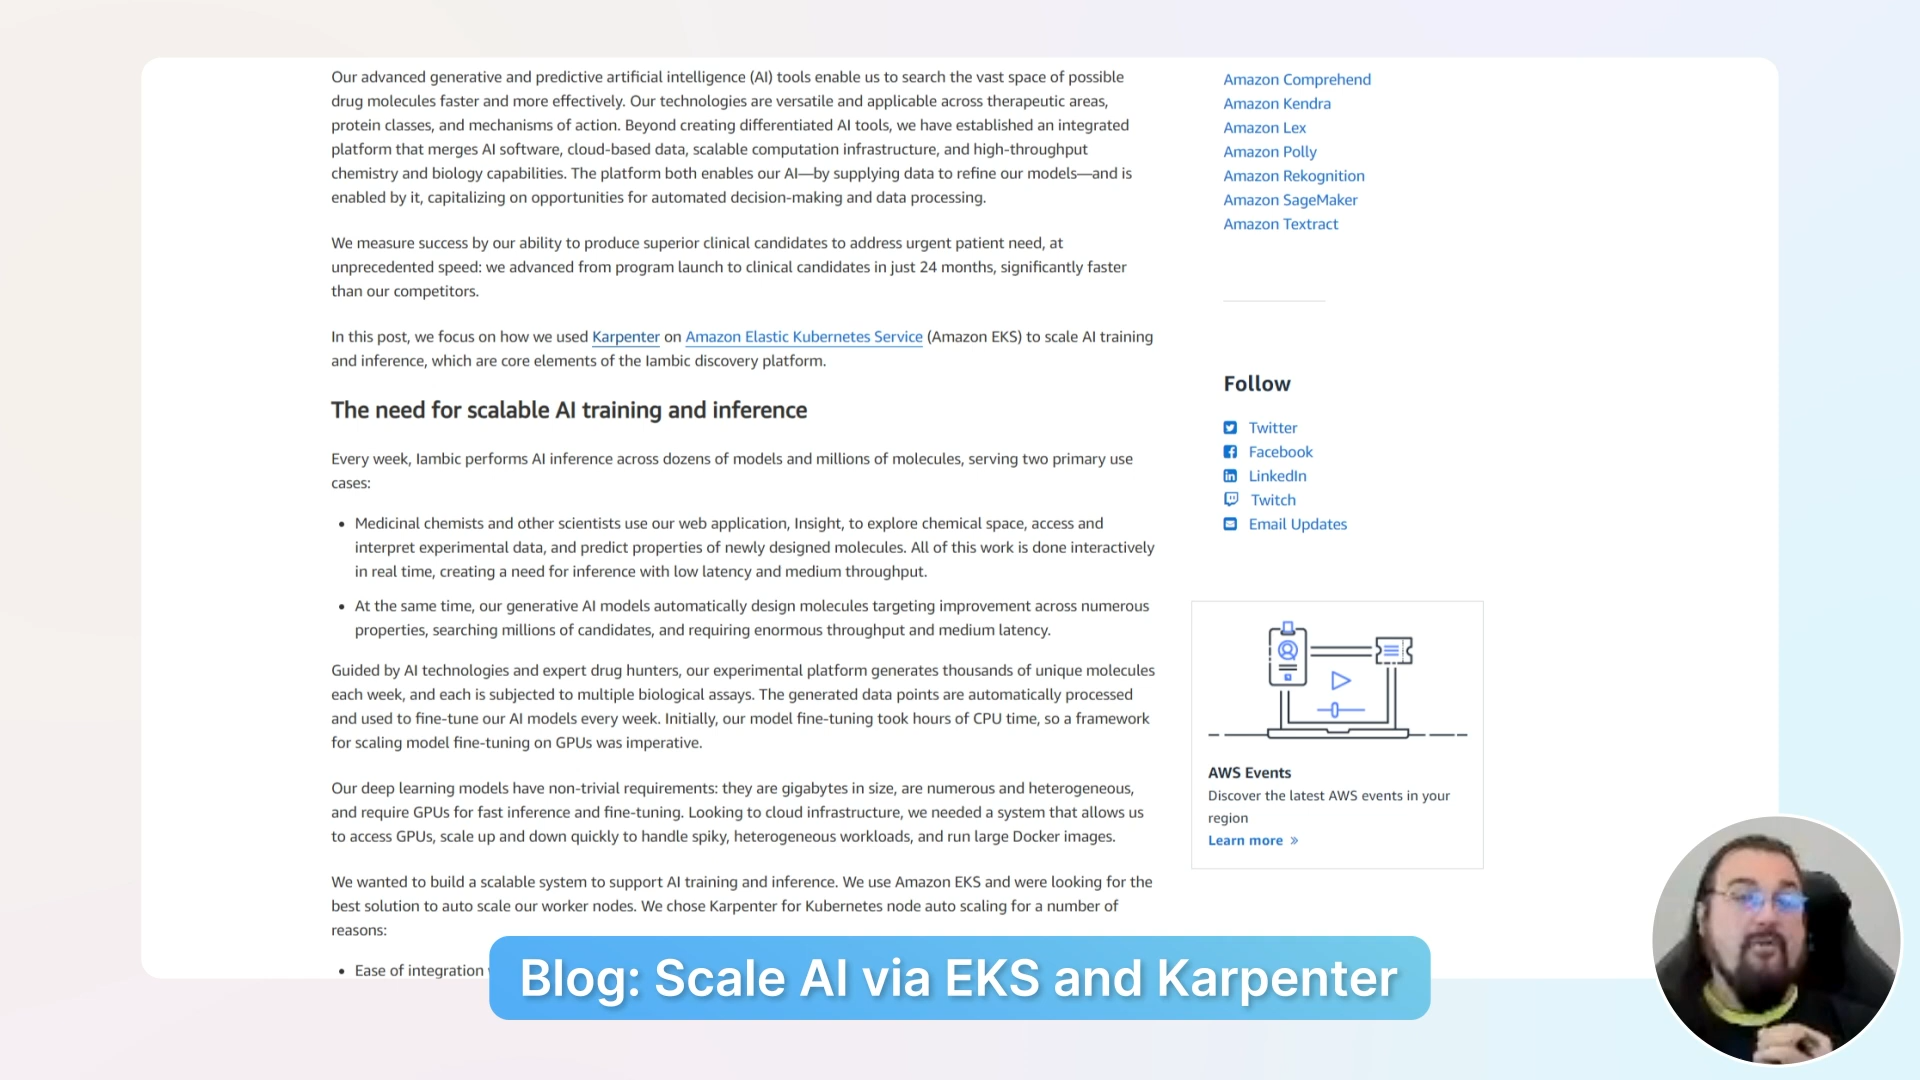 Our advanced generative and predictive artificial intelligence (AI) tools enable us to search the vast space of possible
drug molecules faster and more effectively. Our technologies are versatile and applicable across therapeutic areas,
protein classes, and mechanisms of action. Beyond creating differentiated AI tools, we have established an integrated
platform that merges AI software, cloud-based data, scalable computation infrastructure, and high-throughput
chemistry and biology capabilities. The platform both enables our AI—by supplying data to refine our models—and is
enabled by it, capitalizing on opportunities for automated decision-making and data processing.
We measure success by our ability to produce superior clinical candidates to address urgent patient need, at
unprecedented speed: we advanced from program launch to clinical candidates in just 24 months, significantly faster
than our competitors.
In this post, we focus on how we used Karpenter on Amazon Elastic Kubernetes Service (Amazon EKS) to scale AI training
and inference, which are core elements of the Iambic discovery platform.
The need for scalable AI training and inference
Every week, Iambic performs AI inference across dozens of models and millions of molecules, serving two primary use
cases:
• Medicinal chemists and other scientists use our web application, Insight, to explore chemical space, access and
interpret experimental data, and predict properties of newly designed molecules. All of this work is done interactively
in real time, creating a need for inference with low latency and medium throughput.
• At the same time, our generative AI models automatically design molecules targeting improvement across numerous
properties, searching millions of candidates, and requiring enormous throughput and medium latency.
Guided by AI technologies and expert drug hunters, our experimental platform generates thousands of unique molecules
each week, and each is subjected to multiple biological assays. The generated data points are automatically processed
and used to fine-tune our AI models every week. Initially, our model fine-tuning took hours of CPU time, so a framework
for scaling model fine-tuning on GPUs was imperative.
Our deep learning models have non-trivial requirements: they are gigabytes in size, are numerous and heterogeneous,
and require GPUs for fast inference and fine-tuning. Looking to cloud infrastructure, we needed a system that allows us
to access GPUs, scale up and down quickly to handle spiky, heterogeneous workloads, and run large Docker images.
We wanted to build a scalable system to support AI training and inference. We use Amazon EKS and were looking for the
best solution to auto scale our worker nodes. We chose Karpenter for Kubernetes node auto scaling for a number of
reasons:
• Ease of integration
Amazon Comprehend
Amazon Kendra
Amazon Lex
Amazon Polly
Amazon Rekognition
Amazon SageMaker
Amazon Textract
Follow
Twitter
Facebook
LinkedIn
Twitch
Email Updates
AWS Events
Discover the latest AWS events in your
region
Learn more »
Blog: Scale AI via EKS and Karpenter